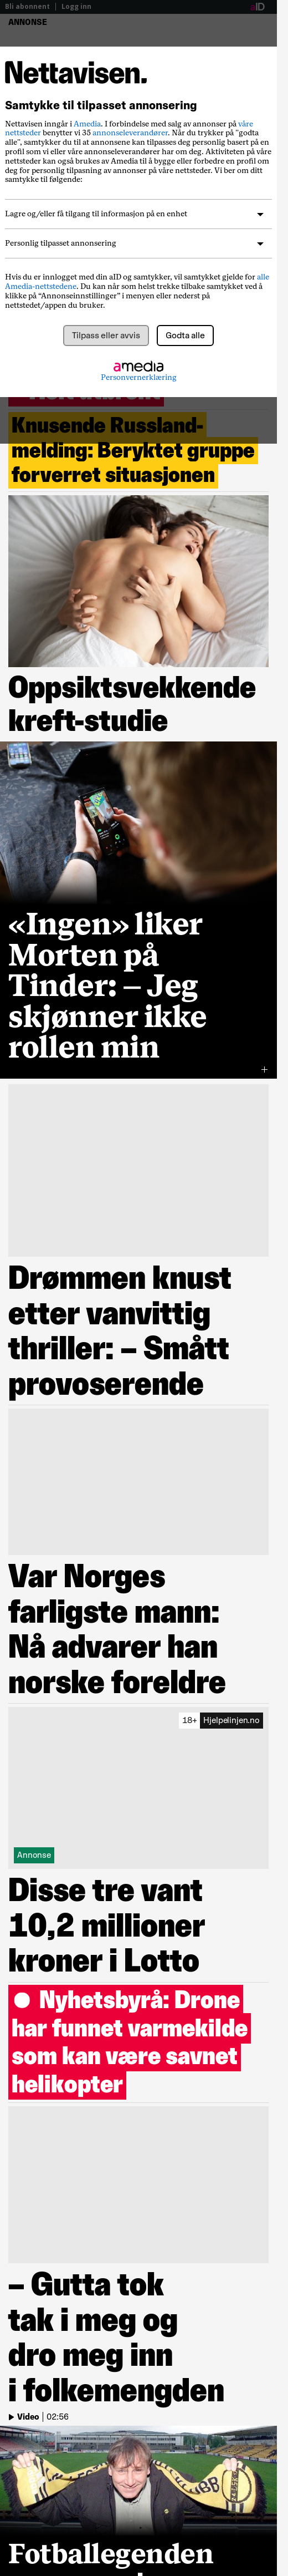 Bli abonnent | Logg inn
aID
ANNONSE
Nettavisen.
Samtykke til tilpasset annonsering
Nettavisen inngår i Amedia. I forbindelse med salg av annonser på våre
nettsteder benytter vi 35 annonseleverandører. Når du trykker på "godta
alle", samtykker du til at annonsene kan tilpasses deg personlig basert på en
profil som vi eller våre annonseleverandører har om deg. Aktiviteten på våre
nettsteder kan også brukes av Amedia til å bygge eller forbedre en profil om
deg for personlig tilpasning av annonser på våre nettsteder. Vi ber om ditt
samtykke til følgende:
Lagre og/eller få tilgang til informasjon på en enhet
Personlig tilpasset annonsering
Hvis du er innlogget med din aID og samtykker, vil samtykket gjelde for alle
Amedia-nettstedene. Du kan når som helst trekke tilbake samtykket ved å
klikke på “Annonseinnstillinger” i menyen eller nederst på
nettstedet/appen du bruker.
Tilpass eller avvis
Godta alle
amedia
Personvernerklæring
Knusende Russland-
melding: Beryktet gruppe
forverret situasjonen
Oppsiktsvekkende
kreft-studie
«Ingen» liker
Morten på
Tinder: – Jeg
skjønner ikke
rollen min
Drømmen knust
etter vanvittig
thriller: – Smått
provoserende
Var Norges
farligste mann:
Nå advarer han
norske foreldre
18+ Hjelpelinjen.no
Annonse
Disse tre vant
10,2 millioner
kroner i Lotto
Nyhetsbyrå: Drone
har funnet varmekilde
som kan være savnet
helikopter
– Gutta tok
tak i meg og
dro meg inn
i folkemengden
Video | 02:56
Fotballegenden